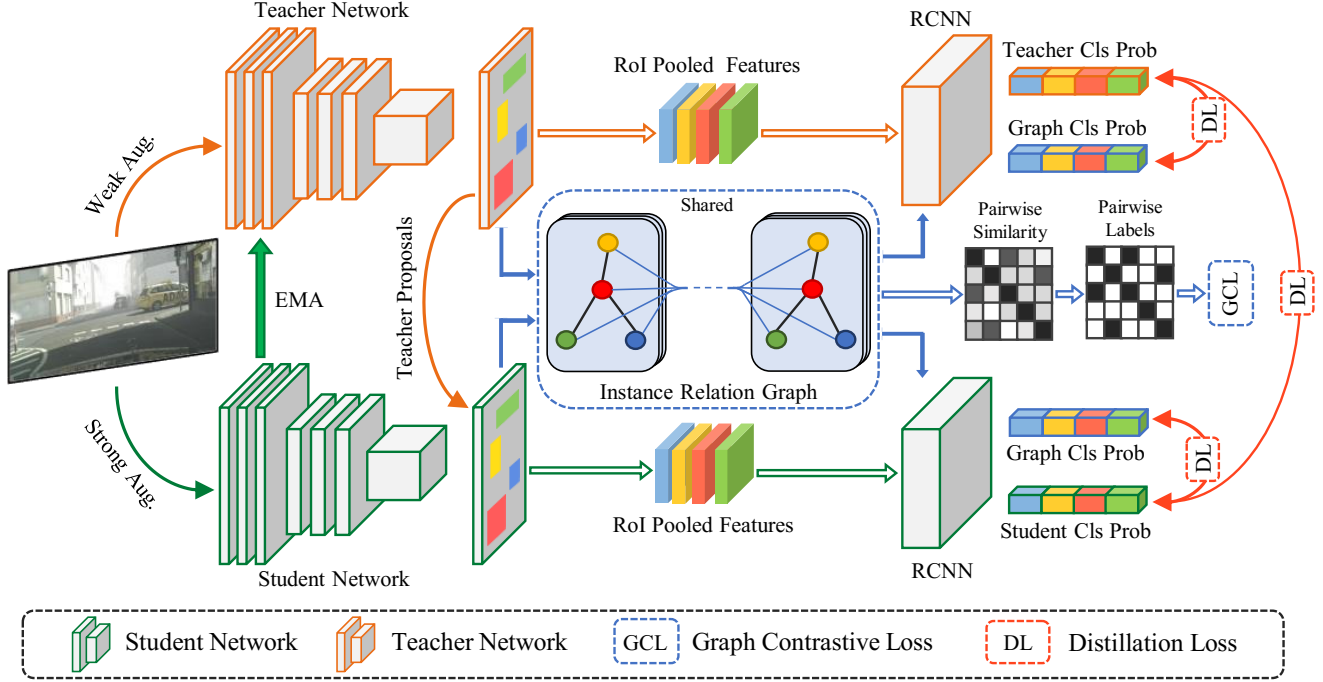 Teacher Network
RCNN
Teacher Cls Prob
RoI Pooled Features
DL
Graph Cls Prob
Weak Aug.
Shared
Pairwise
Similarity
Pairwise
Labels
Teacher Proposals
EMA
GCL
DL
Instance Relation Graph
Strong Aug.
Graph Cls Prob
DL
RoI Pooled Features
Student Cls Prob
Student Network
RCNN
Student Network
Teacher Network
GCL
Graph Contrastive Loss
DL
Distillation Loss